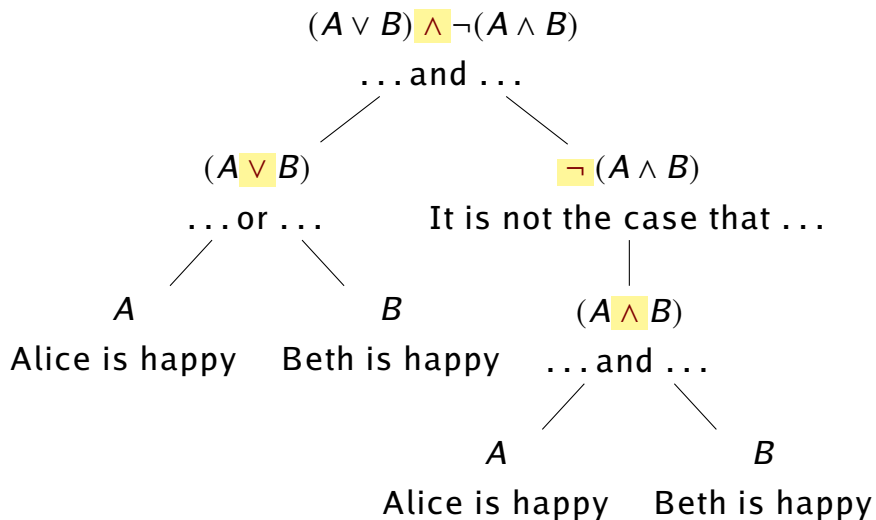 (A ∨ B) ∧ ¬(A ∧ B)
...and ...
(A ∨ B)
¬(A ∧ B)
...or ...
It is not the case that ...
A
B
(A ∧ B)
Alice is happy
Beth is happy
...and ...
A
B
Alice is happy
Beth is happy